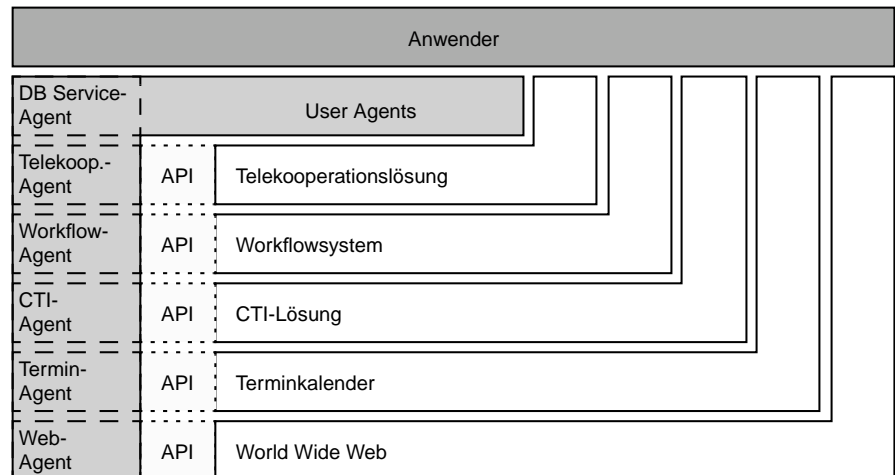 Anwender
DB Service-
Agent
User Agents
Telekoop.-
Agent
API
Telekooperationslösung
Workflow-
Agent
API
Workflowsystem
CTI-
Agent
API
CTI-Lösung
Termin-
Agent
API
Terminkalender
Web-
Agent
API
World Wide Web